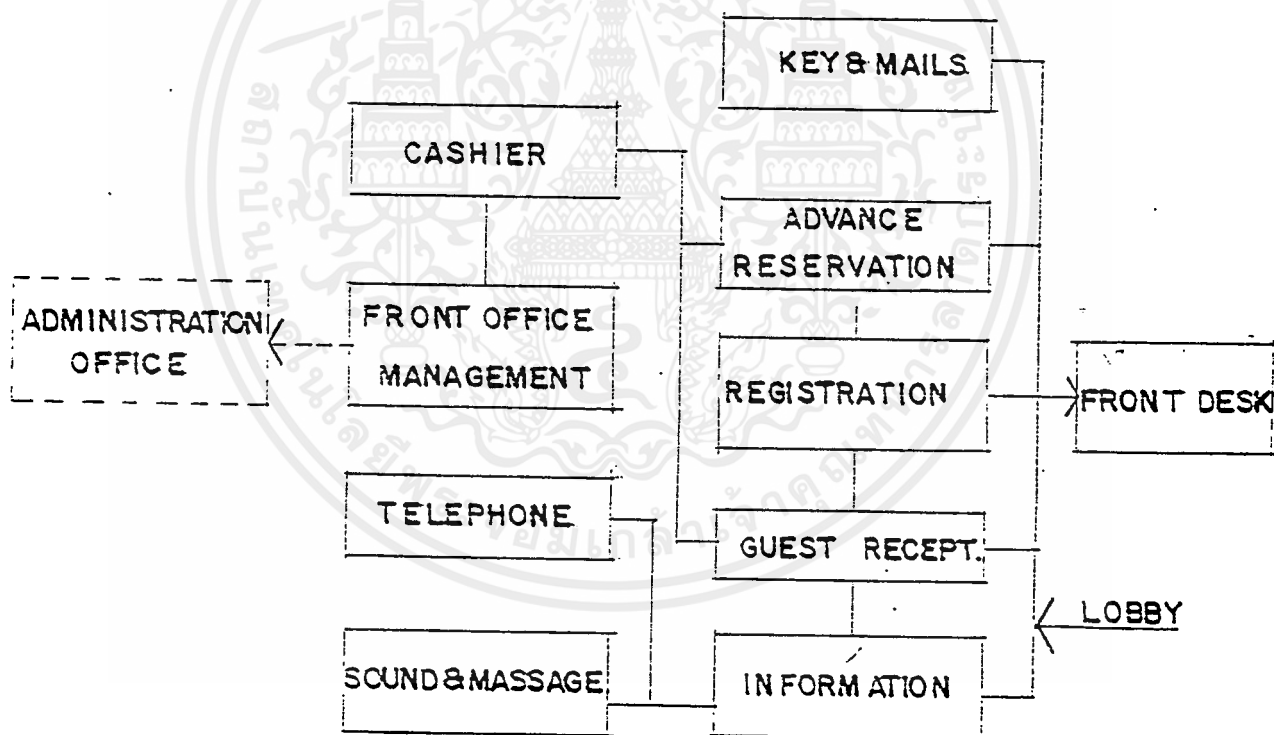 KEY & MAILS
CASHIER
ADVANCE
RESERVATION
ADMINISTRATION
OFFICE
FRONT OFFICE
MANAGEMENT
REGISTRATION
FRONT DESK
TELEPHONE
GUEST RECEPT.
LOBBY
SOUND & MASSAGE
INFORMATION